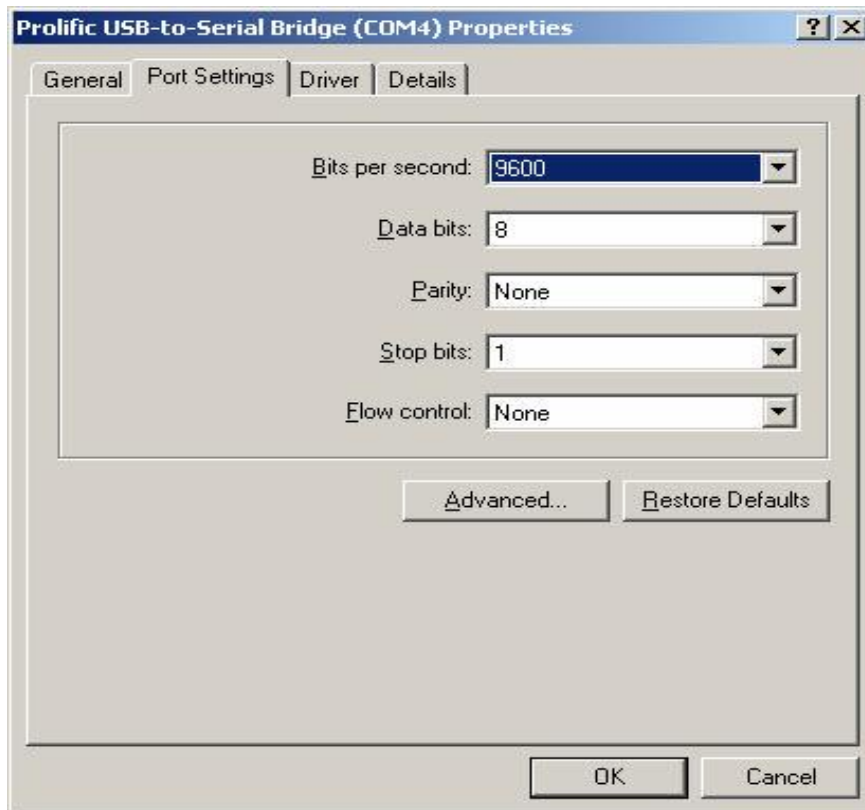 Prolific USB-to-Serial Bridge (COM4) Properties
General Port Settings Driver Details
Bits per second: 9600
Data bits: 8
Parity: None
Stop bits: 1
Flow control: None
Advanced... Restore Defaults
OK Cancel